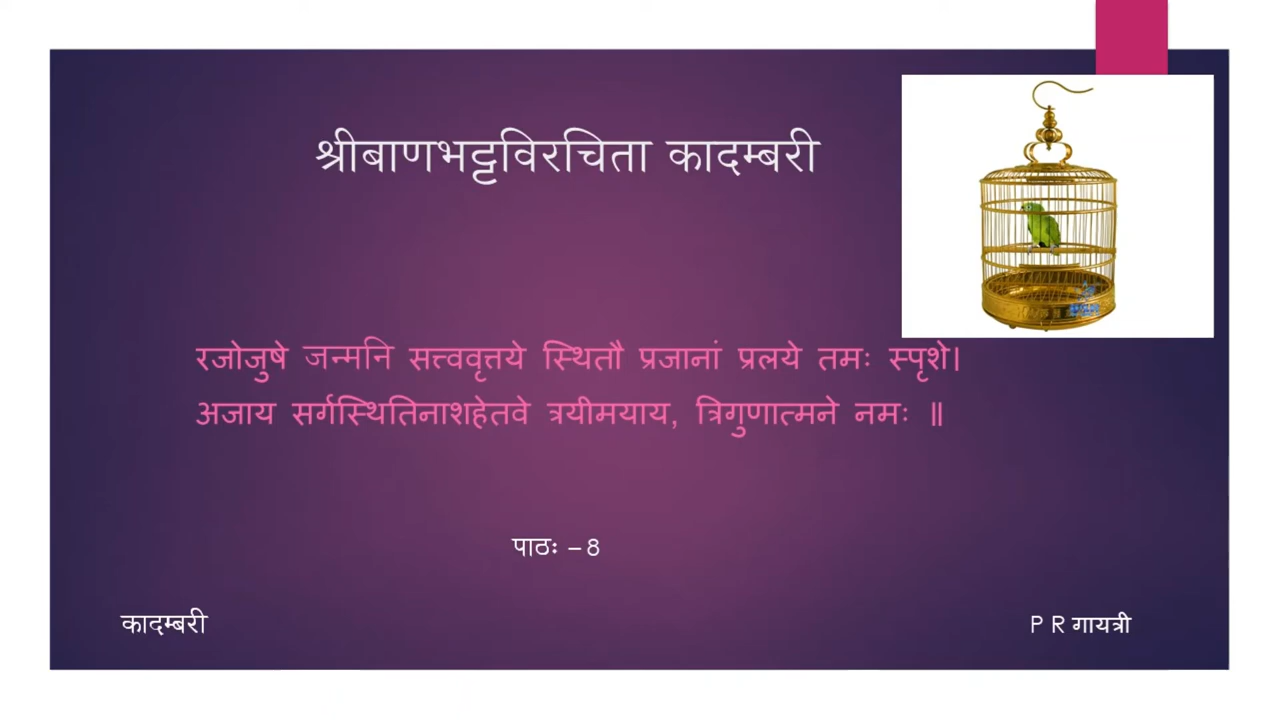 श्रीबाणभट्टविरचिता कादम्बरी
रजोजुषे जन्मनि सत्त्ववृत्तये स्थितौ प्रजानां प्रलये तमः स्पृशे।
अजाय सर्गस्थितिनाशहेतवे त्रयीमयाय, त्रिगुणात्मने नमः ॥
पाठः – 8
कादम्बरी
P R गायत्री